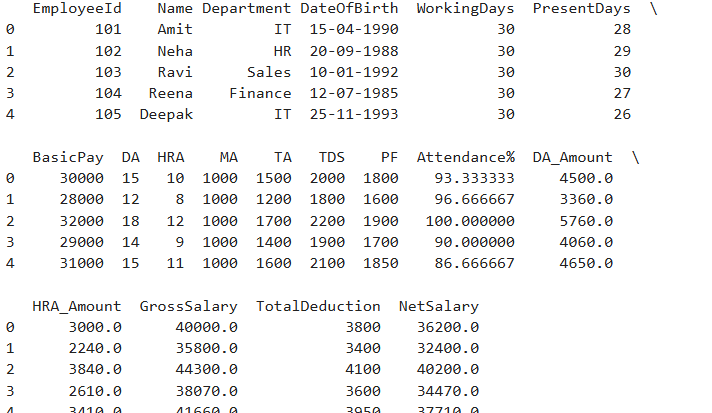 EmployeeId Name Department DateOfBirth WorkingDays PresentDays \
0 101 Amit IT 15-04-1990 30 28
1 102 Neha HR 20-09-1988 30 29
2 103 Ravi Sales 10-01-1992 30 30
3 104 Reena Finance 12-07-1985 30 27
4 105 Deepak IT 25-11-1993 30 26
BasicPay DA HRA MA TA TDS PF Attendance% DA_Amount \
0 30000 15 10 1000 1500 2000 1800 93.333333 4500.0
1 28000 12 8 1000 1200 1800 1600 96.666667 3360.0
2 32000 18 12 1000 1700 2200 1900 100.000000 5760.0
3 29000 14 9 1000 1400 1900 1700 90.000000 4060.0
4 31000 15 11 1000 1600 2100 1850 86.666667 4650.0
HRA_Amount GrossSalary TotalDeduction NetSalary
0 3000.0 40000.0 3800 36200.0
1 2240.0 35800.0 3400 32400.0
2 3840.0 44300.0 4100 40200.0
3 2610.0 38070.0 3600 34470.0
4 3410.0 41660.0 3950 37710.0